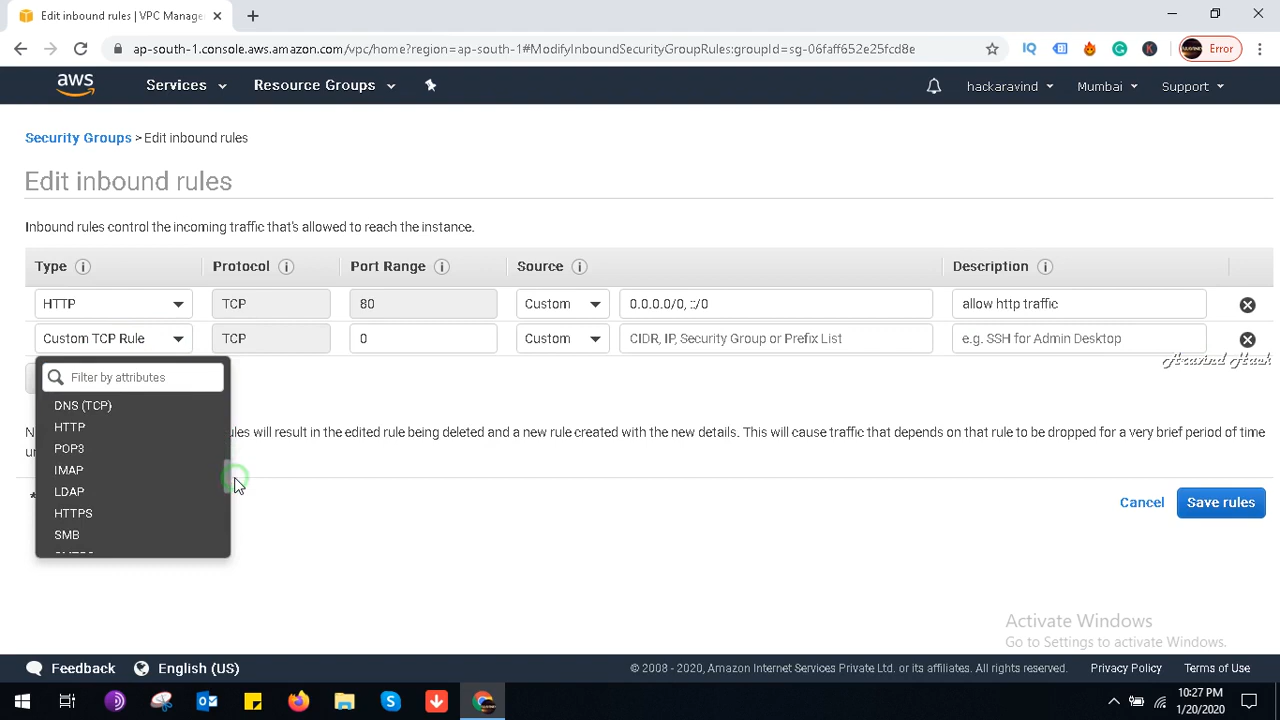 Edit inbound rules | VPC Manage
ap-south-1.console.aws.amazon.com/vpc/home?region=ap-south-1#ModifyInboundSecurityGroupRules:groupId=sg-06faff652e25fcd8e
IQ
K
Error
aws
Services
Resource Groups
hackaravind
Mumbai
Support
Security Groups > Edit inbound rules
Edit inbound rules
Inbound rules control the incoming traffic that's allowed to reach the instance.
Type Protocol Port Range Source Description
HTTP TCP 80 Custom 0.0.0.0/0, ::/0 allow http traffic
Custom TCP Rule TCP 0 Custom CIDR, IP, Security Group or Prefix List e.g. SSH for Admin Desktop
Aravind Hack
Filter by attributes
DNS (TCP)
HTTP
POP3
IMAP
LDAP
HTTPS
SMB
rules will result in the edited rule being deleted and a new rule created with the new details. This will cause traffic that depends on that rule to be dropped for a very brief period of time
*
Cancel
Save rules
Activate Windows
Go to Settings to activate Windows.
Feedback
English (US)
© 2008 - 2020, Amazon Internet Services Private Ltd. or its affiliates. All rights reserved.
Privacy Policy
Terms of Use
10:27 PM
1/20/2020